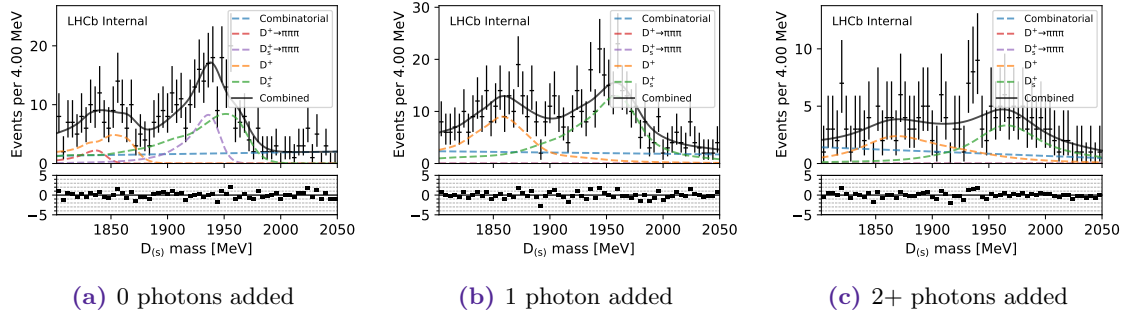 LHCb Internal
Combinatorial
D⁺→πππ
D⁺ₛ→πππ
D⁺
D⁺ₛ
Combined
Events per 4.00 MeV
20
10
0
5
0
−5
1850 1900 1950 2000 2050
D₍ₛ₎ mass [MeV]
(a) 0 photons added
LHCb Internal
Combinatorial
D⁺→πππ
D⁺ₛ→πππ
D⁺
D⁺ₛ
Combined
Events per 4.00 MeV
30
20
10
0
5
0
−5
1850 1900 1950 2000 2050
D₍ₛ₎ mass [MeV]
(b) 1 photon added
LHCb Internal
Combinatorial
D⁺→πππ
D⁺ₛ→πππ
D⁺
D⁺ₛ
Combined
Events per 4.00 MeV
10
5
0
5
0
−5
1850 1900 1950 2000 2050
D₍ₛ₎ mass [MeV]
(c) 2+ photons added